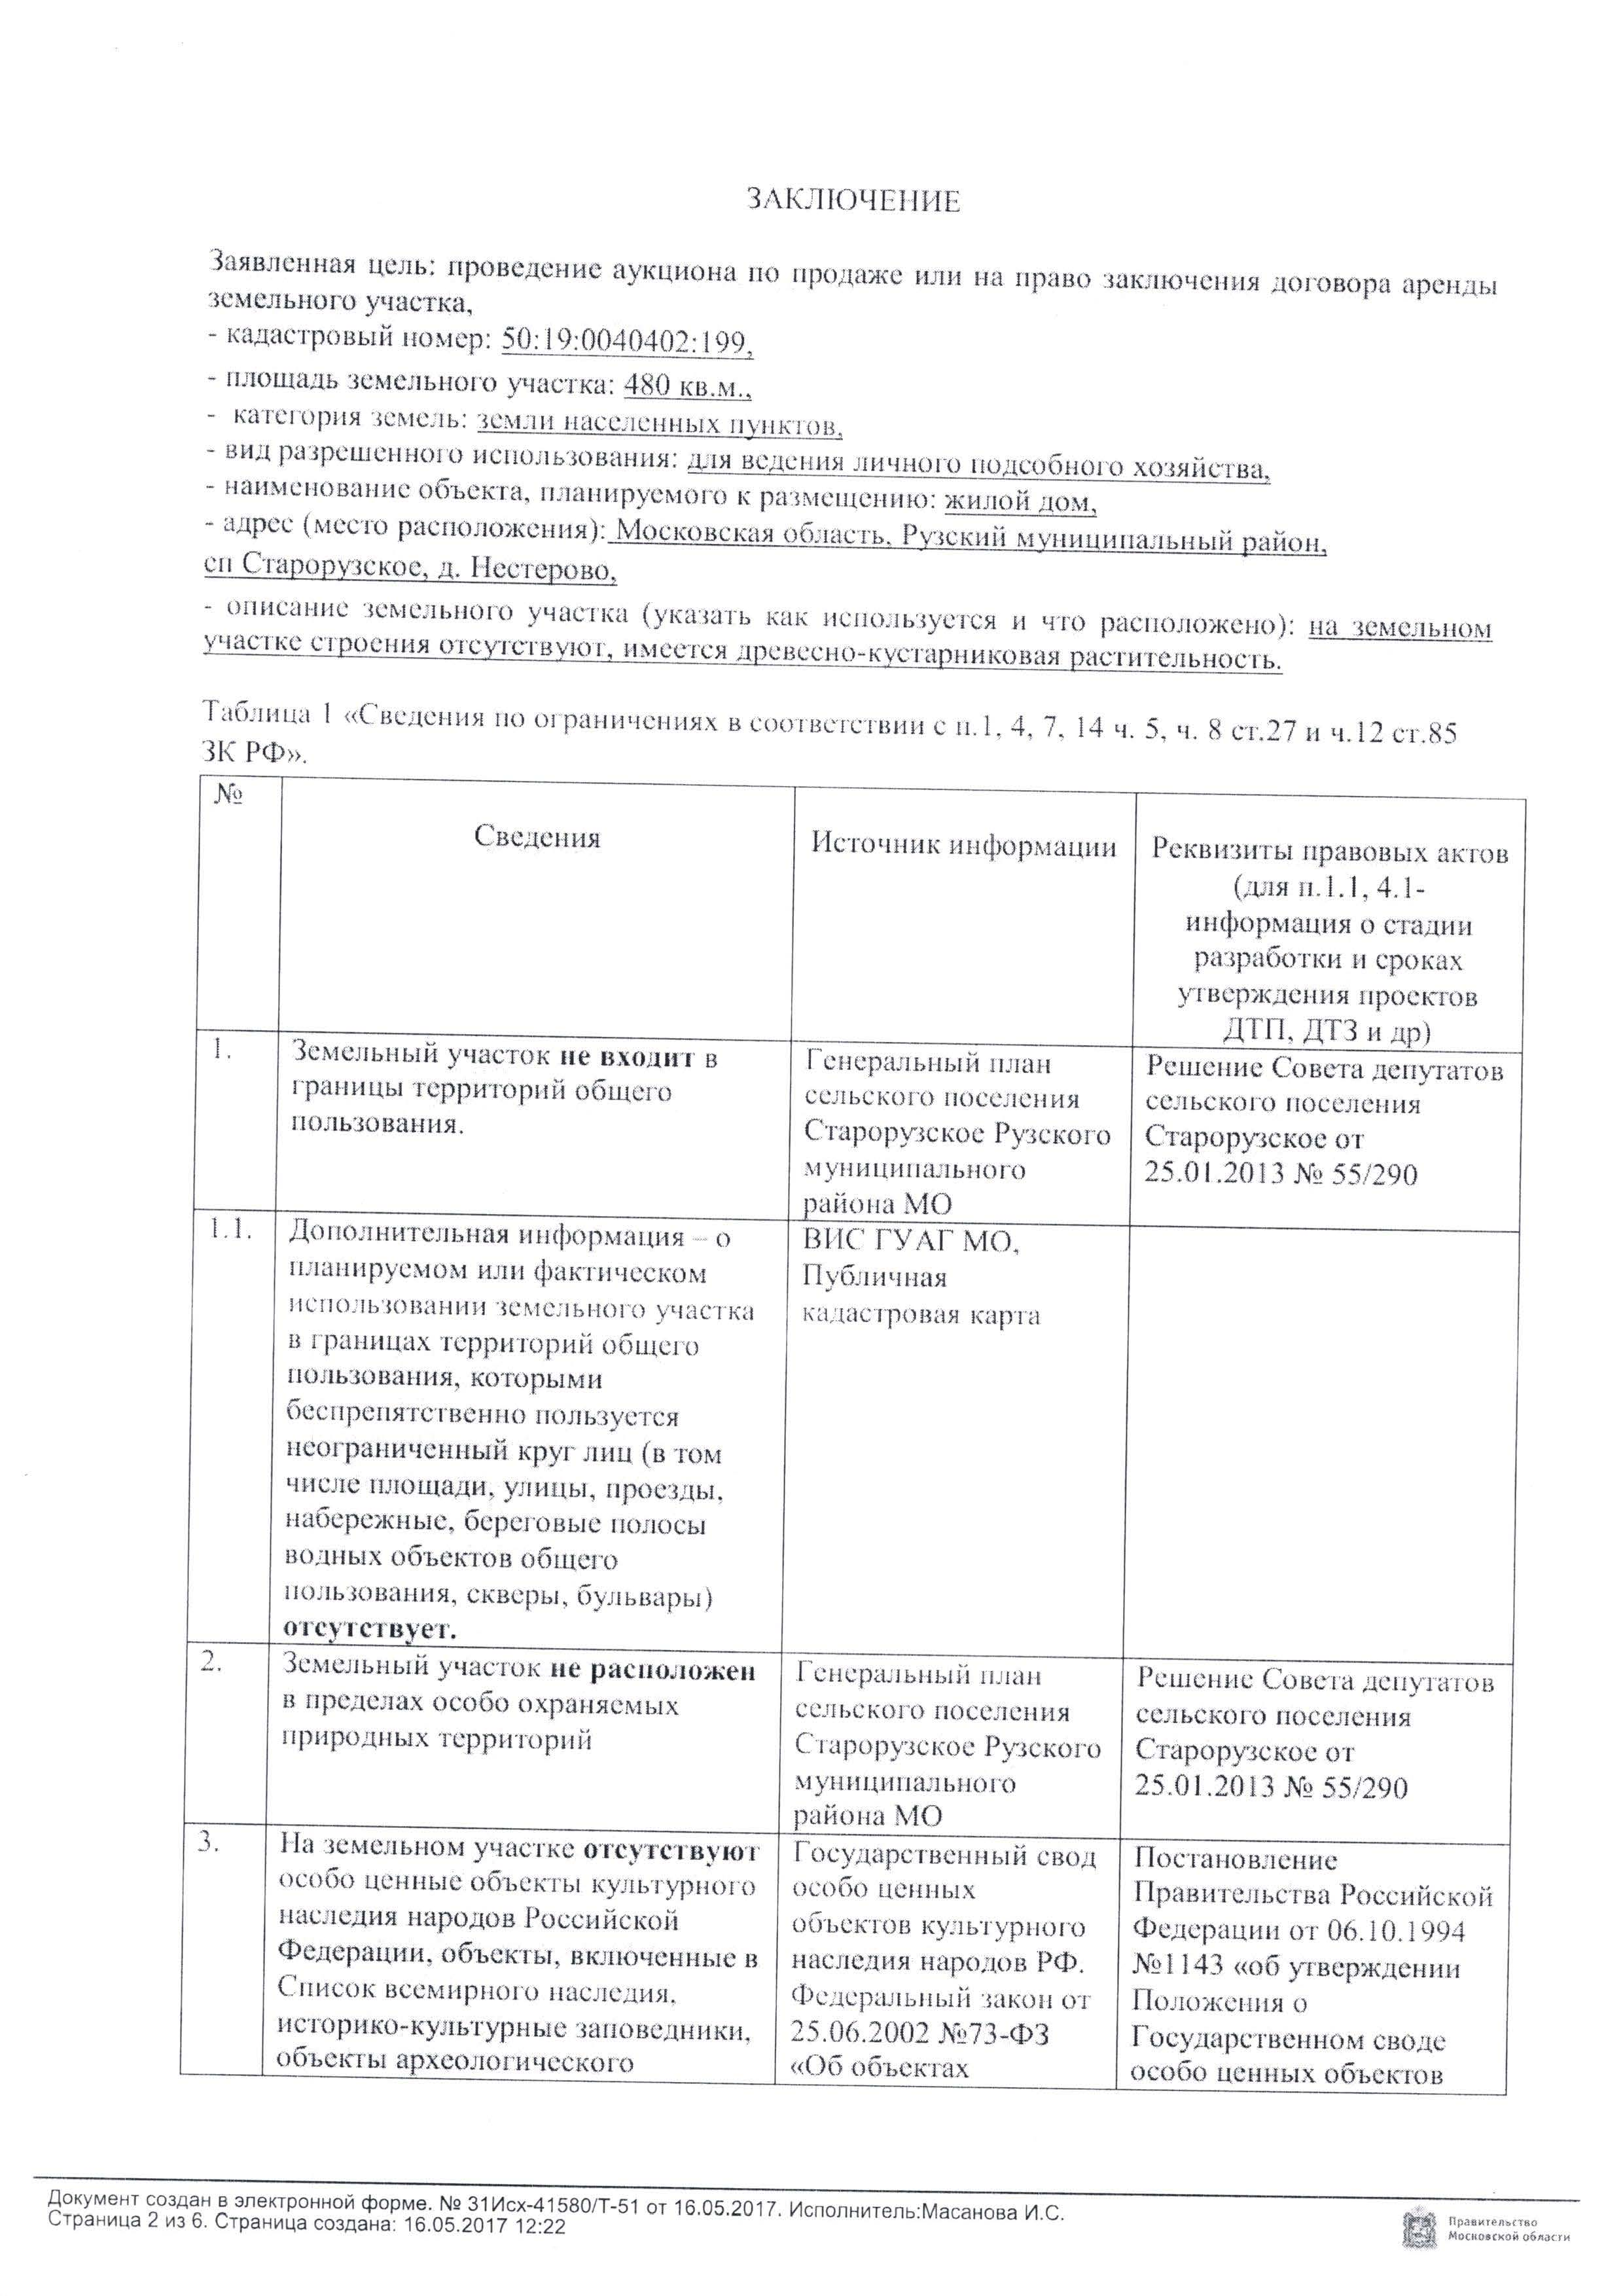 ЗАКЛЮЧЕНИЕ
Заявленная цель: проведение аукциона по продаже или на право заключения договора аренды
земельного участка,
- кадастровый номер: 50:19:0040402:199,
- площадь земельного участка: 480 кв.м.,
- категория земель: земли населенных пунктов,
- вид разрешенного использования: для ведения личного подсобного хозяйства,
- наименование объекта, планируемого к размещению: жилой дом,
- адрес (место расположения): Московская область, Рузский муниципальный район,
сп Старорузское, д. Нестерово,
- описание земельного участка (указать как используется и что расположено): на земельном
участке строения отсутствуют, имеется древесно-кустарниковая растительность.
Таблица 1 «Сведения по ограничениях в соответствии с п.1, 4, 7, 14 ч. 5, ч. 8 ст.27 и ч.12 ст.85
ЗК РФ».
№
Сведения
Источник информации
Реквизиты правовых актов
(для п.1.1, 4.1-
информация о стадии
разработки и сроках
утверждения проектов
ДТП, ДТЗ и др)
1.
Земельный участок не входит в
границы территорий общего
пользования.
Генеральный план
сельского поселения
Старорузское Рузского
муниципального
района МО
Решение Совета депутатов
сельского поселения
Старорузское от
25.01.2013 № 55/290
1.1.
Дополнительная информация – о
планируемом или фактическом
использовании земельного участка
в границах территорий общего
пользования, которыми
беспрепятственно пользуется
неограниченный круг лиц (в том
числе площади, улицы, проезды,
набережные, береговые полосы
водных объектов общего
пользования, скверы, бульвары)
отсутствует.
ВИС ГУАГ МО,
Публичная
кадастровая карта
2.
Земельный участок не расположен
в пределах особо охраняемых
природных территорий
Генеральный план
сельского поселения
Старорузское Рузского
муниципального
района МО
Решение Совета депутатов
сельского поселения
Старорузское от
25.01.2013 № 55/290
3.
На земельном участке отсутствуют
особо ценные объекты культурного
наследия народов Российской
Федерации, объекты, включенные в
Список всемирного наследия,
историко-культурные заповедники,
объекты археологического
Государственный свод
особо ценных
объектов культурного
наследия народов РФ.
Федеральный закон от
25.06.2002 №73-ФЗ
«Об объектах
Постановление
Правительства Российской
Федерации от 06.10.1994
№1143 «об утверждении
Положения о
Государственном своде
особо ценных объектов
Документ создан в электронной форме. № 31Исх-41580/Т-51 от 16.05.2017. Исполнитель:Масанова И.С.
Страница 2 из 6. Страница создана: 16.05.2017 12:22
Правительство
Московской области